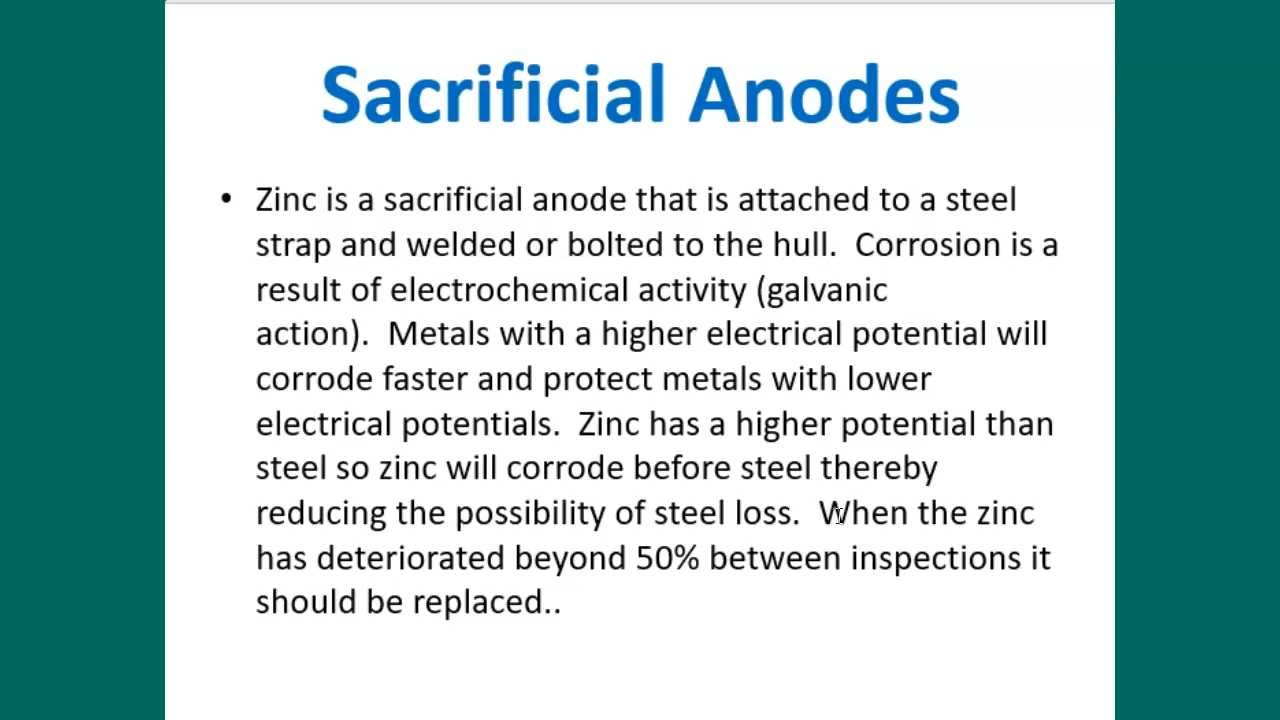 Sacrificial Anodes
• Zinc is a sacrificial anode that is attached to a steel
strap and welded or bolted to the hull.  Corrosion is a
result of electrochemical activity (galvanic
action).  Metals with a higher electrical potential will
corrode faster and protect metals with lower
electrical potentials.  Zinc has a higher potential than
steel so zinc will corrode before steel thereby
reducing the possibility of steel loss.  When the zinc
has deteriorated beyond 50% between inspections it
should be replaced..